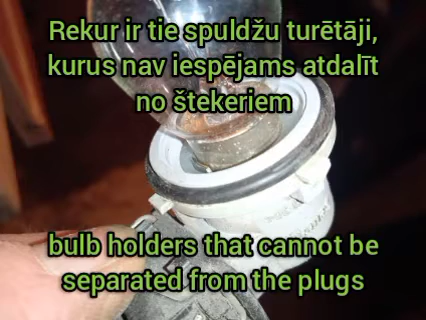 Rekur ir tie spuldžu turētāji,
kurus nav iespējams atdalīt
no štekeriem
bulb holders that cannot be
separated from the plugs